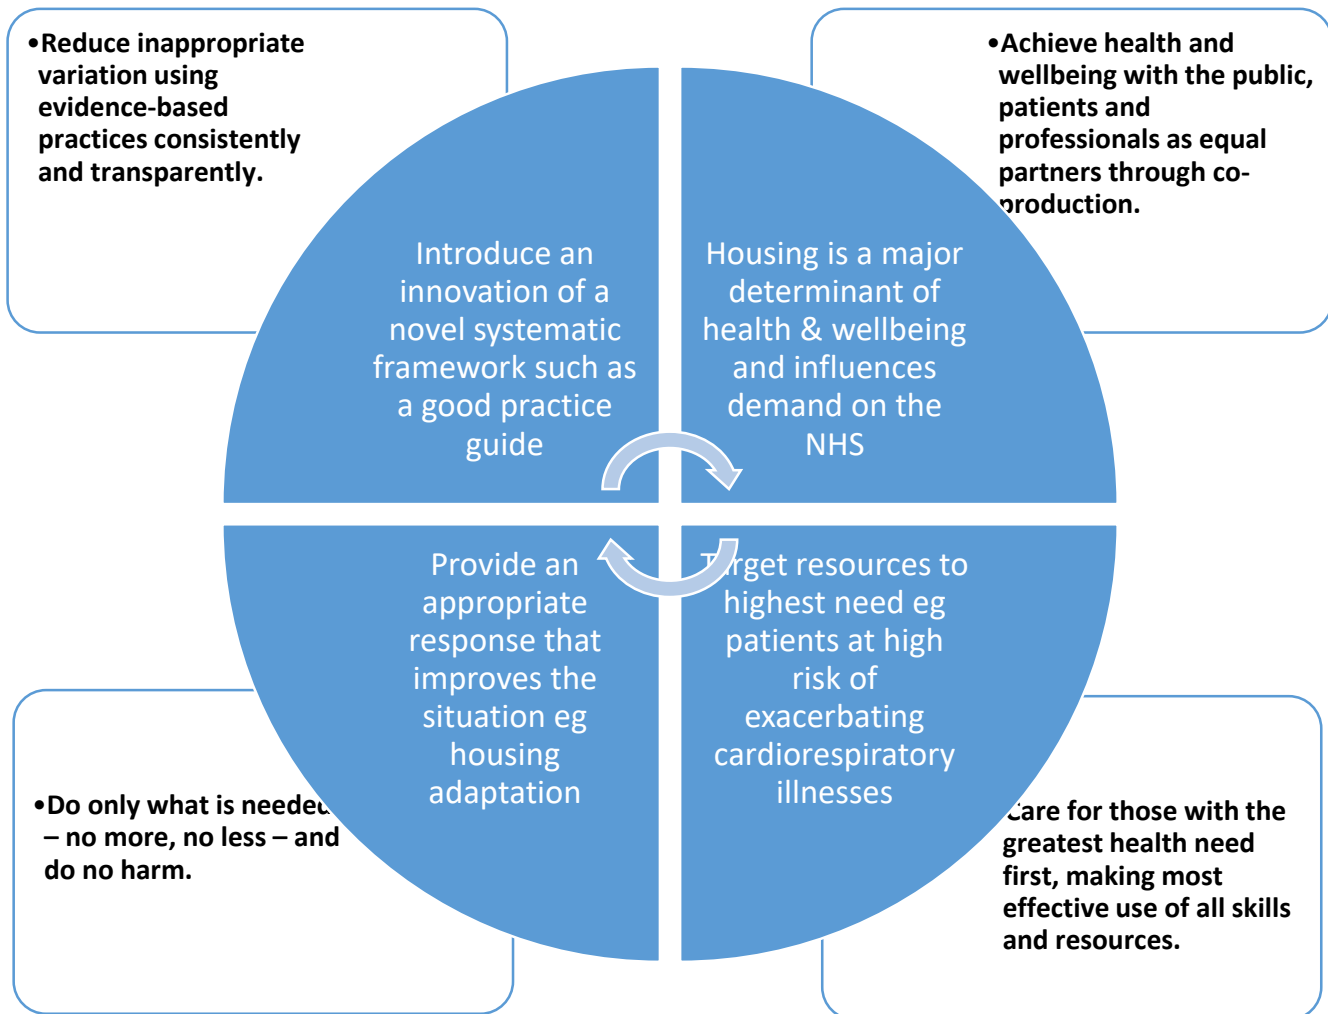 •Reduce inappropriate
variation using
evidence-based
practices consistently
and transparently.
•Achieve health and
wellbeing with the public,
patients and
professionals as equal
partners through co-
production.
Introduce an
innovation of a
novel systematic
framework such as
a good practice
guide
Housing is a major
determinant of
health & wellbeing
and influences
demand on the
NHS
Provide an
appropriate
response that
improves the
situation eg
housing
adaptation
Target resources to
highest need eg
patients at high
risk of
exacerbating
cardiorespiratory
illnesses
•Do only what is needed
– no more, no less – and
do no harm.
Care for those with the
greatest health need
first, making most
effective use of all skills
and resources.